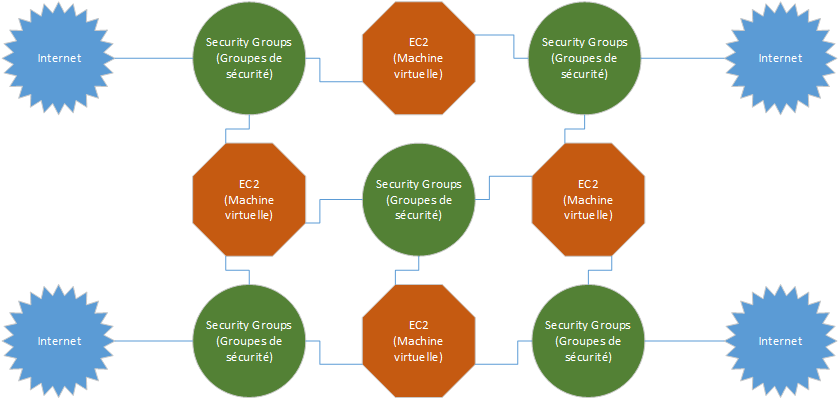 Internet
Security Groups
(Groupes de
sécurité)
EC2
(Machine
virtuelle)
Security Groups
(Groupes de
sécurité)
Internet
EC2
(Machine
virtuelle)
Security Groups
(Groupes de
sécurité)
EC2
(Machine
virtuelle)
Internet
Security Groups
(Groupes de
sécurité)
EC2
(Machine
virtuelle)
Security Groups
(Groupes de
sécurité)
Internet